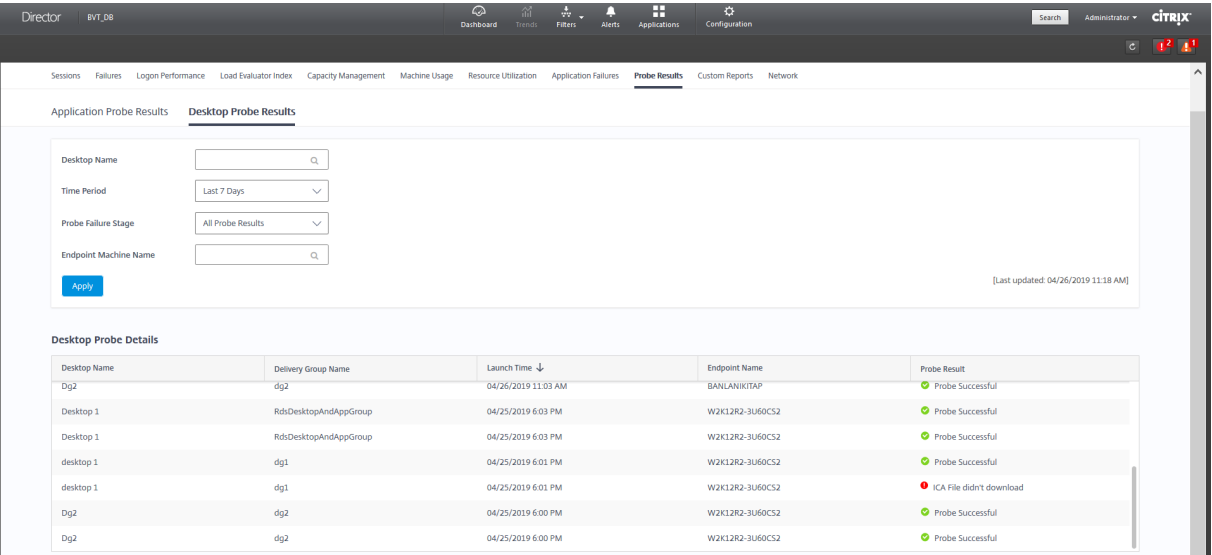 Director BVT_DB Dashboard Trends Filters Alerts Applications Configuration Search Administrator CİTRIX
2 1
Sessions Failures Logon Performance Load Evaluator Index Capacity Management Machine Usage Resource Utilization Application Failures Probe Results Custom Reports Network
Application Probe Results Desktop Probe Results
Desktop Name
Time Period Last 7 Days
Probe Failure Stage All Probe Results
Endpoint Machine Name
Apply [Last updated: 04/26/2019 11:18 AM]
Desktop Probe Details
Desktop Name Delivery Group Name Launch Time Endpoint Name Probe Result
Dg2 dg2 04/26/2019 11:03 AM BANLANIKITAP Probe Successful
Desktop 1 RdsDesktopAndAppGroup 04/25/2019 6:03 PM W2K12R2-3U60CS2 Probe Successful
Desktop 1 RdsDesktopAndAppGroup 04/25/2019 6:03 PM W2K12R2-3U60CS2 Probe Successful
desktop 1 dg1 04/25/2019 6:01 PM W2K12R2-3U60CS2 Probe Successful
desktop 1 dg1 04/25/2019 6:01 PM W2K12R2-3U60CS2 ICA File didn't download
Dg2 dg2 04/25/2019 6:00 PM W2K12R2-3U60CS2 Probe Successful
Dg2 dg2 04/25/2019 6:00 PM W2K12R2-3U60CS2 Probe Successful